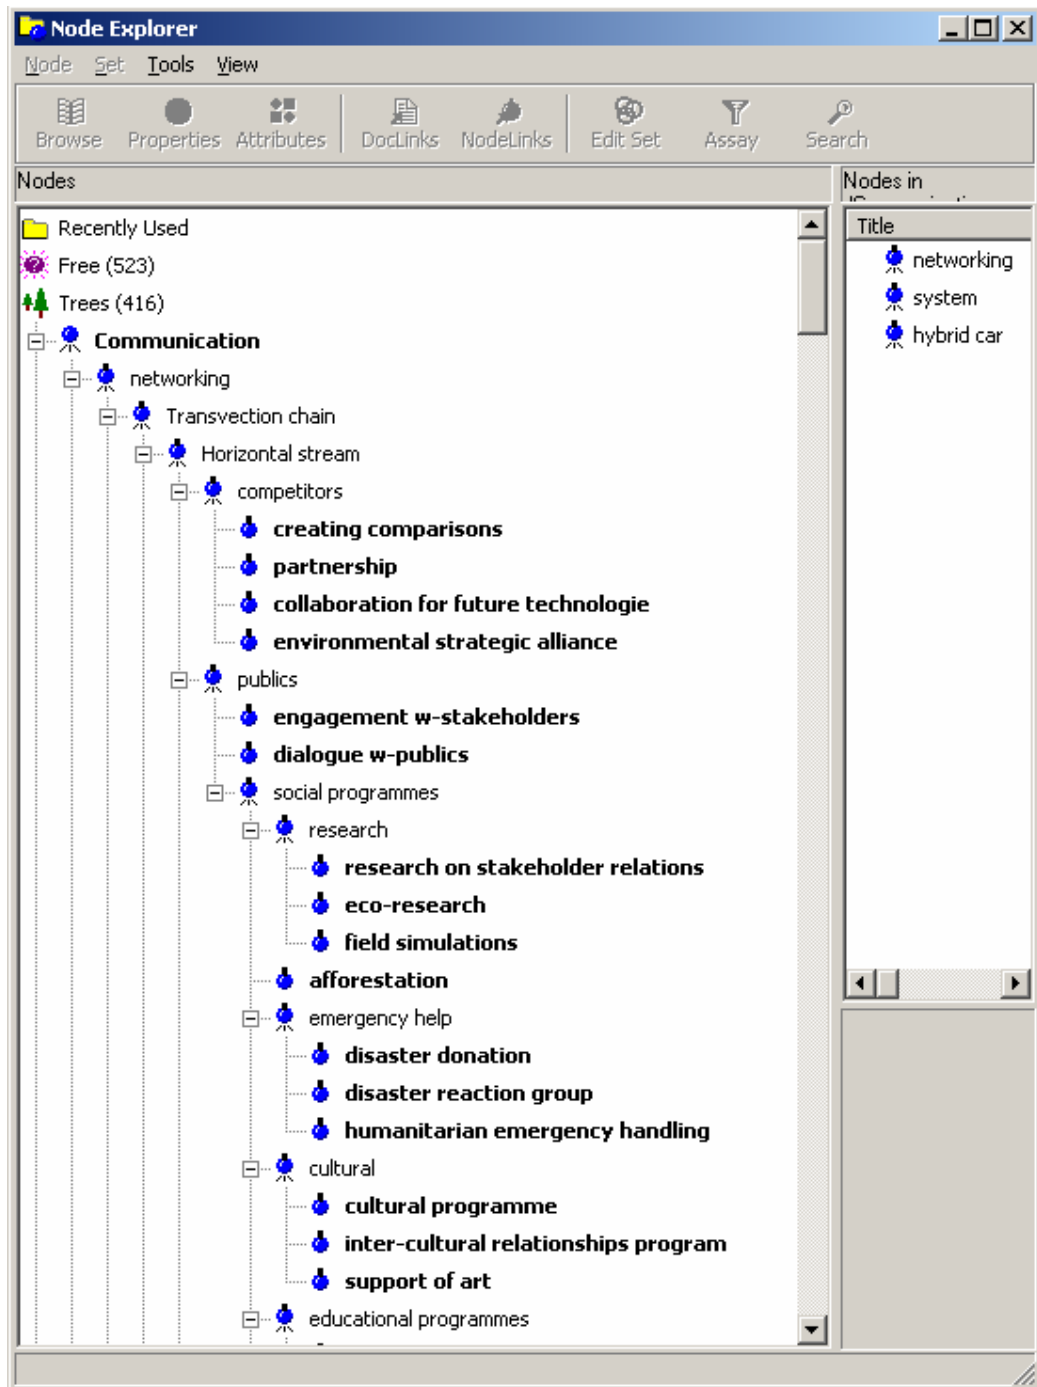 Node Explorer
Node Set Tools View
Browse Properties Attributes DocLinks NodeLinks Edit Set Assay Search
Nodes
Nodes in
Recently Used
Free (523)
Trees (416)
Communication
networking
Transvection chain
Horizontal stream
competitors
creating comparisons
partnership
collaboration for future technologie
environmental strategic alliance
publics
engagement w-stakeholders
dialogue w-publics
social programmes
research
research on stakeholder relations
eco-research
field simulations
afforestation
emergency help
disaster donation
disaster reaction group
humanitarian emergency handling
cultural
cultural programme
inter-cultural relationships program
support of art
educational programmes
Title
networking
system
hybrid car